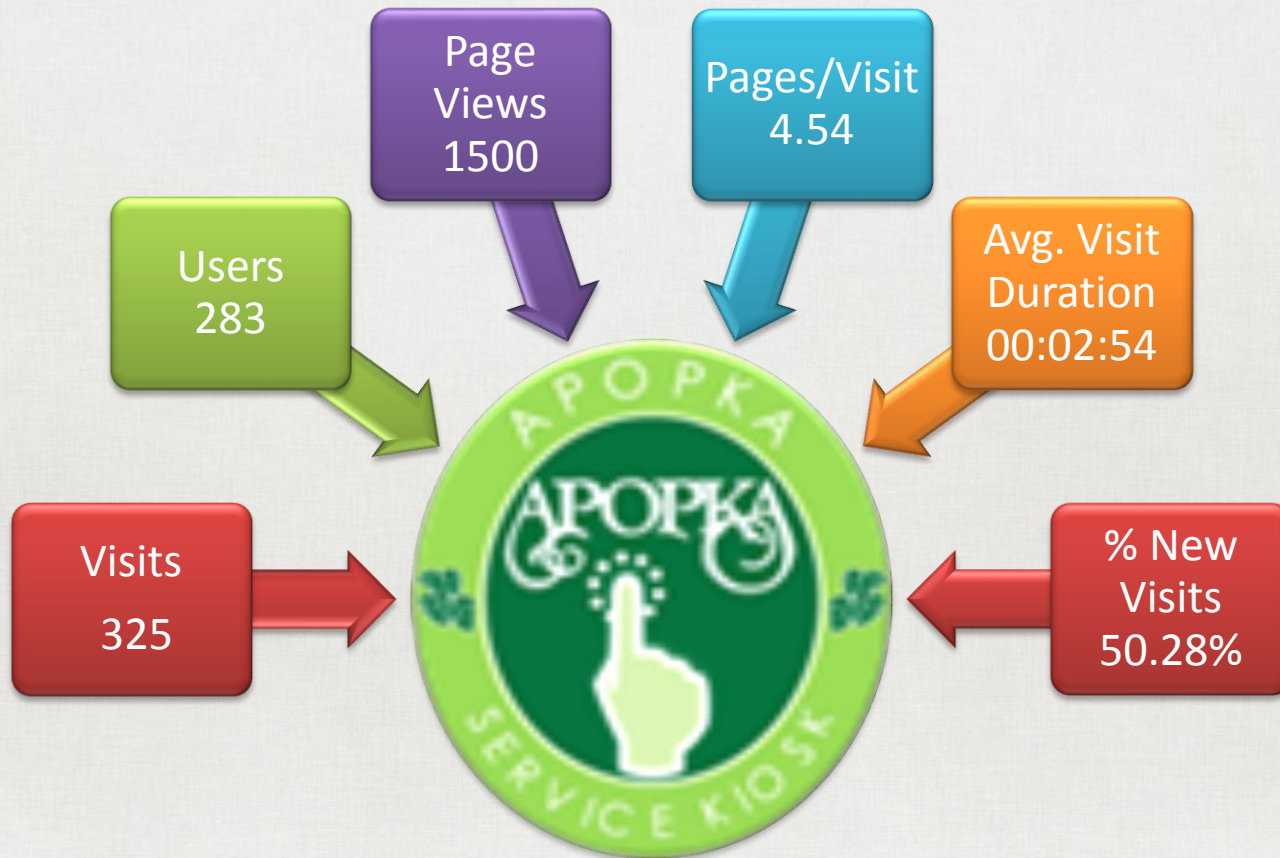 Page
Views
1500
Pages/Visit
4.54
Users
283
Avg. Visit
Duration
00:02:54
Visits
325
% New
Visits
50.28%
APOPKA
APOPKA
SERVICE KIOSK